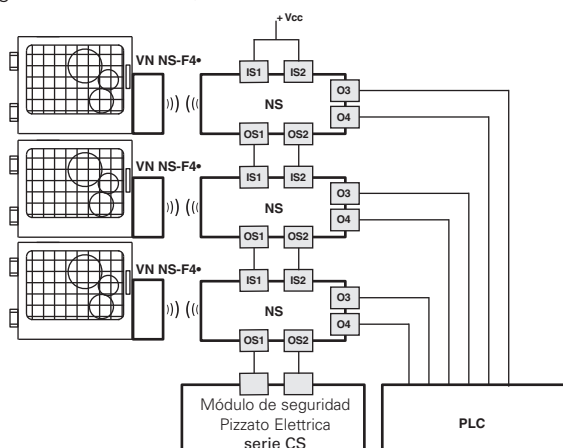 + Vcc
VN NS-F4•
IS1 IS2
NS
O3
O4
OS1 OS2
VN NS-F4•
IS1 IS2
NS
O3
O4
OS1 OS2
VN NS-F4•
IS1 IS2
NS
O3
O4
OS1 OS2
Módulo de seguridad
Pizzato Elettrica
serie CS
PLC